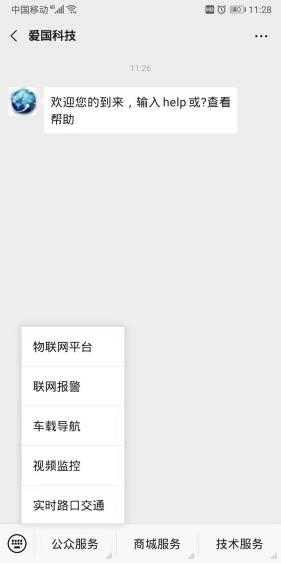 中国移动 4G 11:28
爱国科技
11:26
欢迎您的到来，输入help或?查看
帮助
物联网平台
联网报警
车载导航
视频监控
实时路口交通
公众服务 商城服务 技术服务